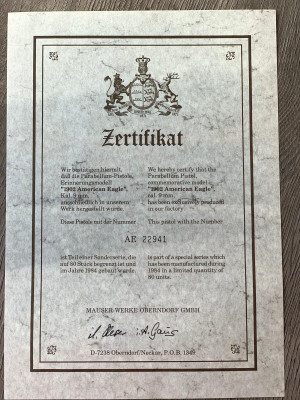 Zertifikat
Wir bestätigen hiermit,
daß die Parabellum-Pistole,
Erinnerungsmodell
"1902 American Eagle",
Kal. 9 mm,
ausschließlich in unserem
Werk hergestellt wurde.
Diese Pistole mit der Nummer
We hereby certify that the
Parabellum Pistol,
commemorative model
"1902 American Eagle",
cal. 9 mm,
has been exclusively produced
in our factory.
This pistol with the Number
AE 22941
ist Teil einer Sonderserie, die
auf 60 Stück begrenzt ist und
im Jahre 1984 gebaut wurde.
is part of a special series which
has been manufactured during
1984 in a limited quantity of
60 units.
MAUSER-WERKE OBERNDORF GMBH
D-7238 Oberndorf/Neckar, P.O.B. 1349